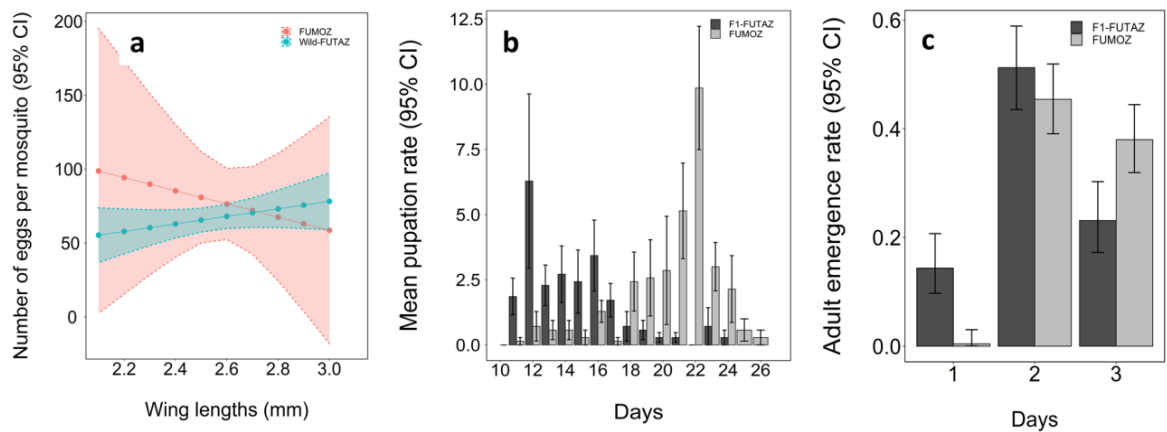 a
FUMOZ
Wild-FUTAZ
Number of eggs per mosquito (95% CI)
200
150
100
50
0
2.2 2.4 2.6 2.8 3.0
Wing lengths (mm)
b
F1-FUTAZ
FUMOZ
Mean pupation rate (95% CI)
12.5
10.0
7.5
5.0
2.5
0.0
10 12 14 16 18 20 22 24 26
Days
c
F1-FUTAZ
FUMOZ
Adult emergence rate (95% CI)
0.6
0.4
0.2
0.0
1 2 3
Days